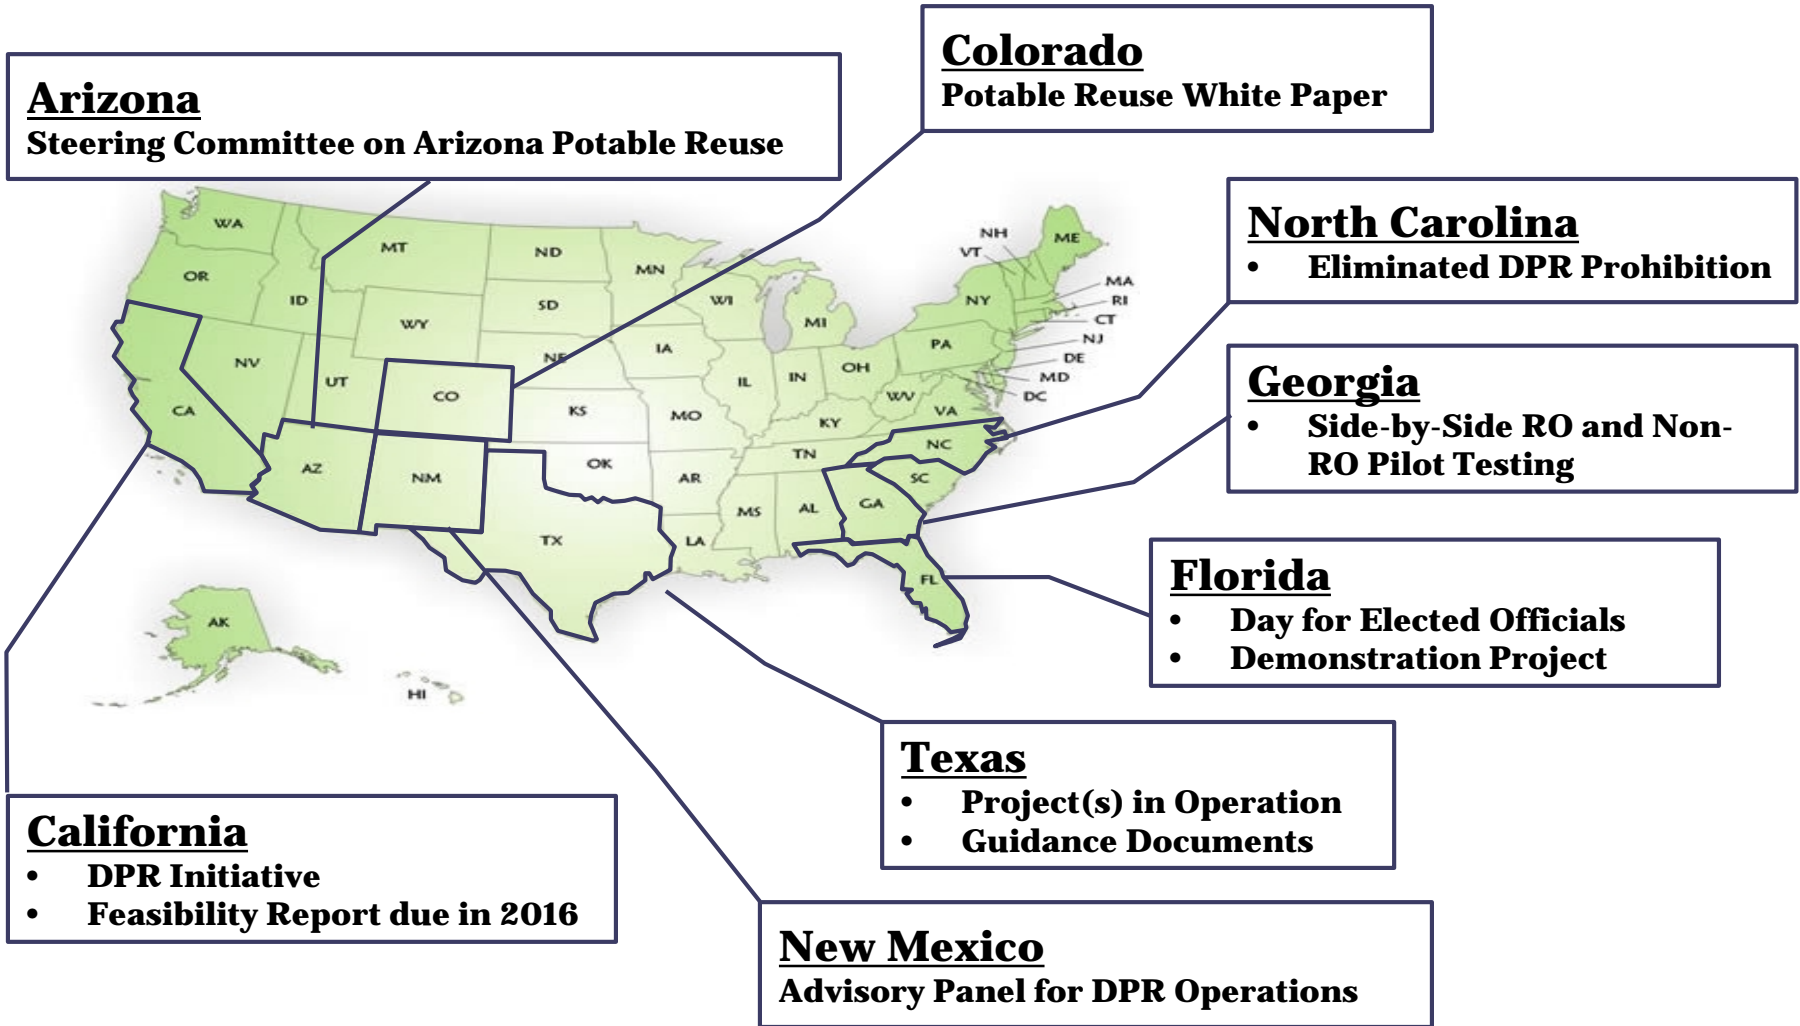 Colorado
Potable Reuse White Paper
Arizona
Steering Committee on Arizona Potable Reuse
North Carolina
• Eliminated DPR Prohibition
Georgia
• Side-by-Side RO and Non-
RO Pilot Testing
Florida
• Day for Elected Officials
• Demonstration Project
Texas
• Project(s) in Operation
• Guidance Documents
California
• DPR Initiative
• Feasibility Report due in 2016
New Mexico
Advisory Panel for DPR Operations
WA
MT
ND
MN
OR
ID
SD
WI
WY
MI
NY
VT
NH
ME
MA
RI
CT
NJ
DE
MD
DC
PA
NV
UT
CO
NE
IA
IL
IN
OH
WV
VA
CA
KS
MO
KY
NC
TN
AZ
NM
OK
AR
SC
MS
AL
GA
TX
LA
FL
AK
HI